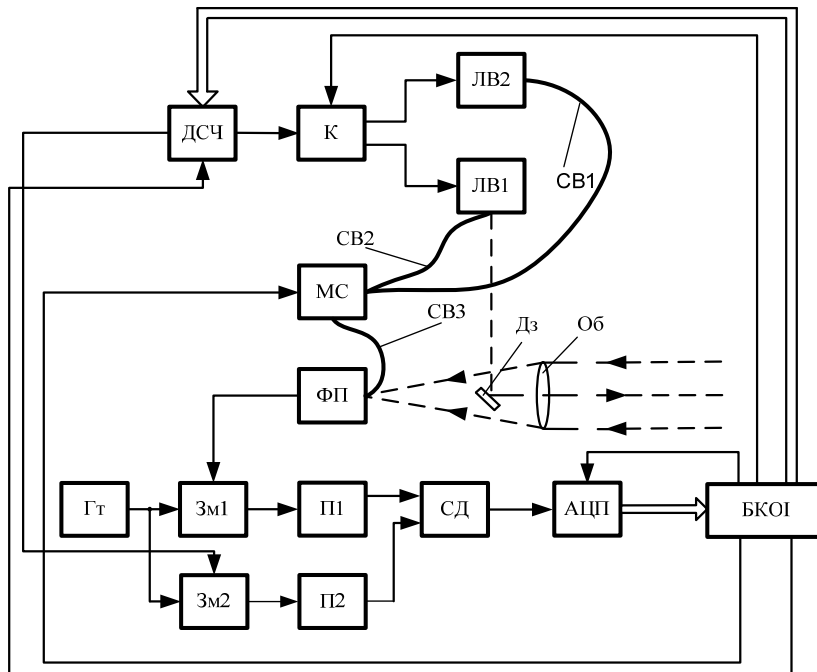 ЛВ2
ДСЧ
К
ЛВ1
СВ1
СВ2
МС
СВ3
Дз
Об
ФП
Гт
Зм1
П1
СД
АЦП
БКОІ
Зм2
П2